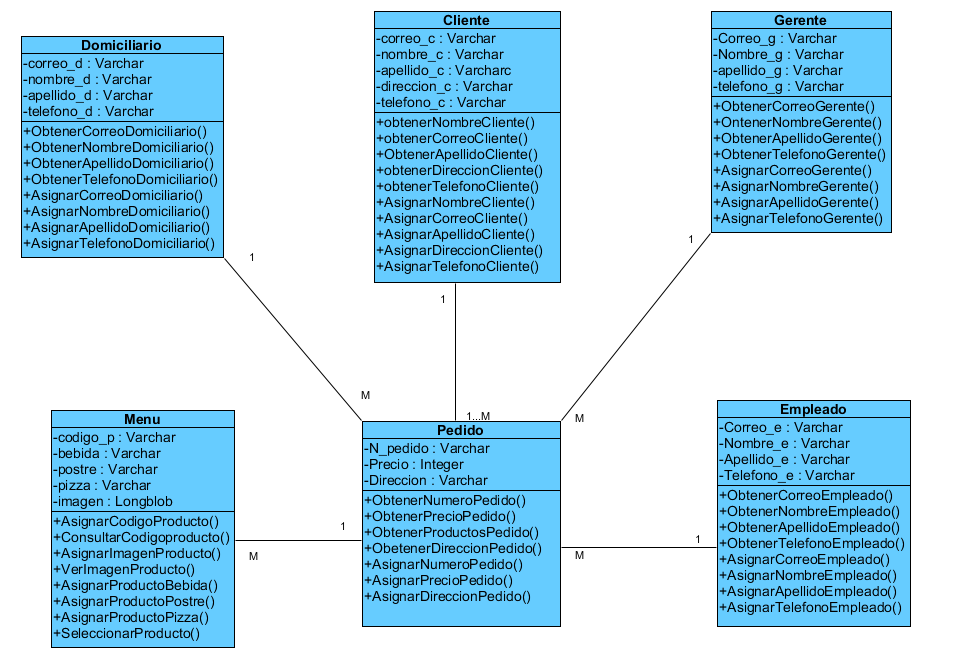 Domiciliario
-correo_d : Varchar
-nombre_d : Varchar
-apellido_d : Varchar
-telefono_d : Varchar
+ObtenerCorreoDomiciliario()
+ObtenerNombreDomiciliario()
+ObtenerApellidoDomiciliario()
+ObtenerTelefonoDomiciliario()
+AsignarCorreoDomiciliario()
+AsignarNombreDomiciliario()
+AsignarApellidoDomiciliario()
+AsignarTelefonoDomiciliario()
Cliente
-correo_c : Varchar
-nombre_c : Varchar
-apellido_c : Varcharc
-direccion_c : Varchar
-telefono_c : Varchar
+obtenerNombreCliente()
+obtenerCorreoCliente()
+ObtenerApellidoCliente()
+obtenerDireccionCliente()
+obtenerTelefonoCliente()
+AsignarNombreCliente()
+AsignarCorreoCliente()
+AsignarApellidoCliente()
+AsignarDireccionCliente()
+AsignarTelefonoCliente()
Gerente
-Correo_g : Varchar
-Nombre_g : Varchar
-apellido_g : Varchar
-telefono_g : Varchar
+ObtenerCorreoGerente()
+OntenerNombreGerente()
+ObtenerApellidoGerente()
+ObtenerTelefonoGerente()
+AsignarCorreoGerente()
+AsignarNombreGerente()
+AsignarApellidoGerente()
+AsignarTelefonoGerente()
1
1
1
M
1...M
M
Menu
-codigo_p : Varchar
-bebida : Varchar
-postre : Varchar
-pizza : Varchar
-imagen : Longblob
+AsignarCodigoProducto()
+ConsultarCodigoproducto()
+AsignarImagenProducto()
+VerImagenProducto()
+AsignarProductoBebida()
+AsignarProductoPostre()
+AsignarProductoPizza()
+SeleccionarProducto()
M
1
Pedido
-N_pedido : Varchar
-Precio : Integer
-Direccion : Varchar
+ObtenerNumeroPedido()
+ObtenerPrecioPedido()
+ObtenerProductosPedido()
+ObetenerDireccionPedido()
+AsignarNumeroPedido()
+AsignarPrecioPedido()
+AsignarDireccionPedido()
M
1
Empleado
-Correo_e : Varchar
-Nombre_e : Varchar
-Apellido_e : Varchar
-Telefono_e : Varchar
+ObtenerCorreoEmpleado()
+ObtenerNombreEmpleado()
+ObtenerApellidoEmpleado()
+ObtenerTelefonoEmpleado()
+AsignarCorreoEmpleado()
+AsignarNombreEmpleado()
+AsignarApellidoEmpleado()
+AsignarTelefonoEmpleado()